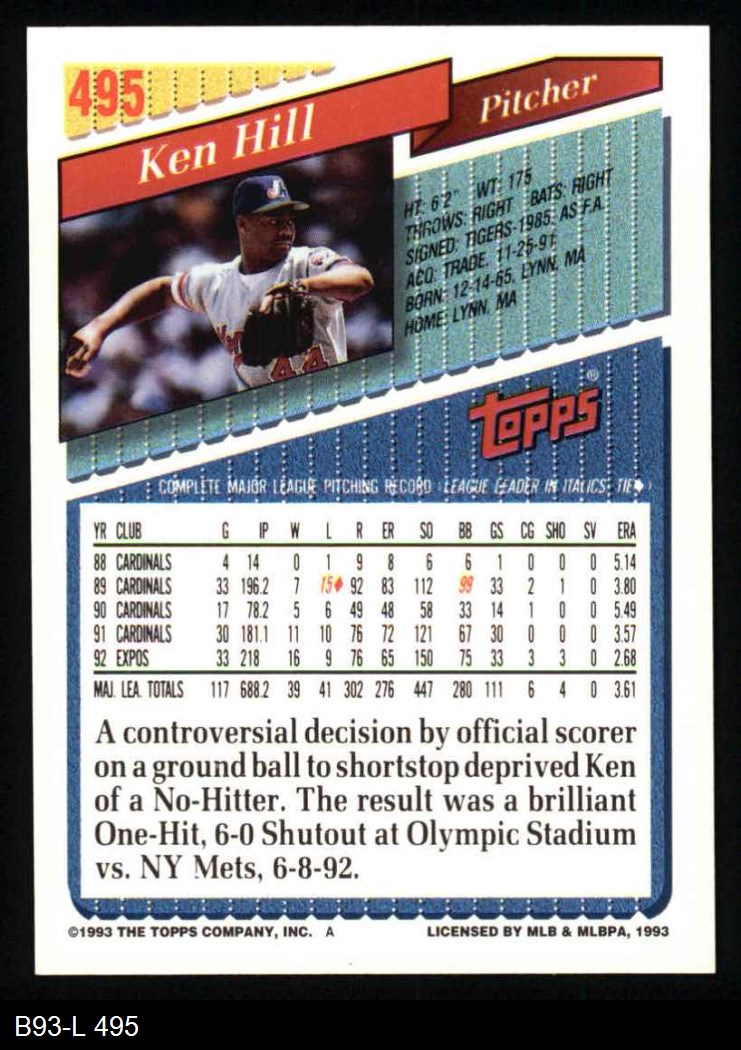 495
Ken Hill
Pitcher
HT: 6'2" WT: 175
THROWS: RIGHT BATS: RIGHT
SIGNED: TIGERS-1985, AS F.A.
ACQ: TRADE, 11-25-91
BORN: 12-14-65, LYNN, MA
HOME: LYNN, MA
44
topps®
COMPLETE MAJOR LEAGUE PITCHING RECORD (LEAGUE LEADER IN ITALICS, TIE♦)
YR CLUB G IP W L R ER SO BB GS CG SHO SV ERA
88 CARDINALS 4 14 0 1 9 8 6 6 1 0 0 0 5.14
89 CARDINALS 33 196.2 7 15♦ 92 83 112 99 33 2 1 0 3.80
90 CARDINALS 17 78.2 5 6 49 48 58 33 14 1 0 0 5.49
91 CARDINALS 30 181.1 11 10 76 72 121 67 30 0 0 0 3.57
92 EXPOS 33 218 16 9 76 65 150 75 33 3 3 0 2.68
MAJ. LEA. TOTALS 117 688.2 39 41 302 276 447 280 111 6 4 0 3.61
A controversial decision by official scorer
on a ground ball to shortstop deprived Ken
of a No-Hitter. The result was a brilliant
One-Hit, 6-0 Shutout at Olympic Stadium
vs. NY Mets, 6-8-92.
©1993 THE TOPPS COMPANY, INC. A
LICENSED BY MLB & MLBPA, 1993
B93-L 495